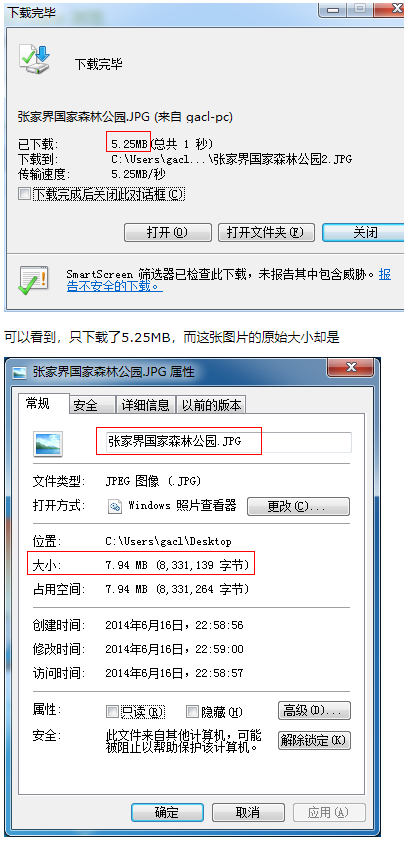 下载完毕
下载完毕
张家界国家森林公园.JPG (来自 gacl-pc)
已下载: 5.25MB(总共 1 秒)
下载到: C:\Users\gacl...\张家界国家森林公园2.JPG
传输速度: 5.25MB/秒
下载完成后关闭此对话框(C)
打开(O) 打开文件夹(F) 关闭
SmartScreen 筛选器已检查此下载，未报告其中包含威胁。报
告不安全的下载。
可以看到，只下载了5.25MB，而这张图片的原始大小却是
张家界国家森林公园.JPG 属性
常规 安全 详细信息 以前的版本
张家界国家森林公园.JPG
文件类型: JPEG 图像 (.JPG)
打开方式: Windows 照片查看器 更改(C)...
位置: C:\Users\gacl\Desktop
大小: 7.94 MB (8,331,139 字节)
占用空间: 7.94 MB (8,331,264 字节)
创建时间: 2014年6月16日，22:58:56
修改时间: 2014年6月16日，22:59:00
访问时间: 2014年6月16日，22:58:57
属性: 只读(R) 隐藏(H) 高级(D)...
安全: 此文件来自其他计算机，可能
被阻止以帮助保护该计算机。 解除锁定(K)
确定 取消 应用(A)